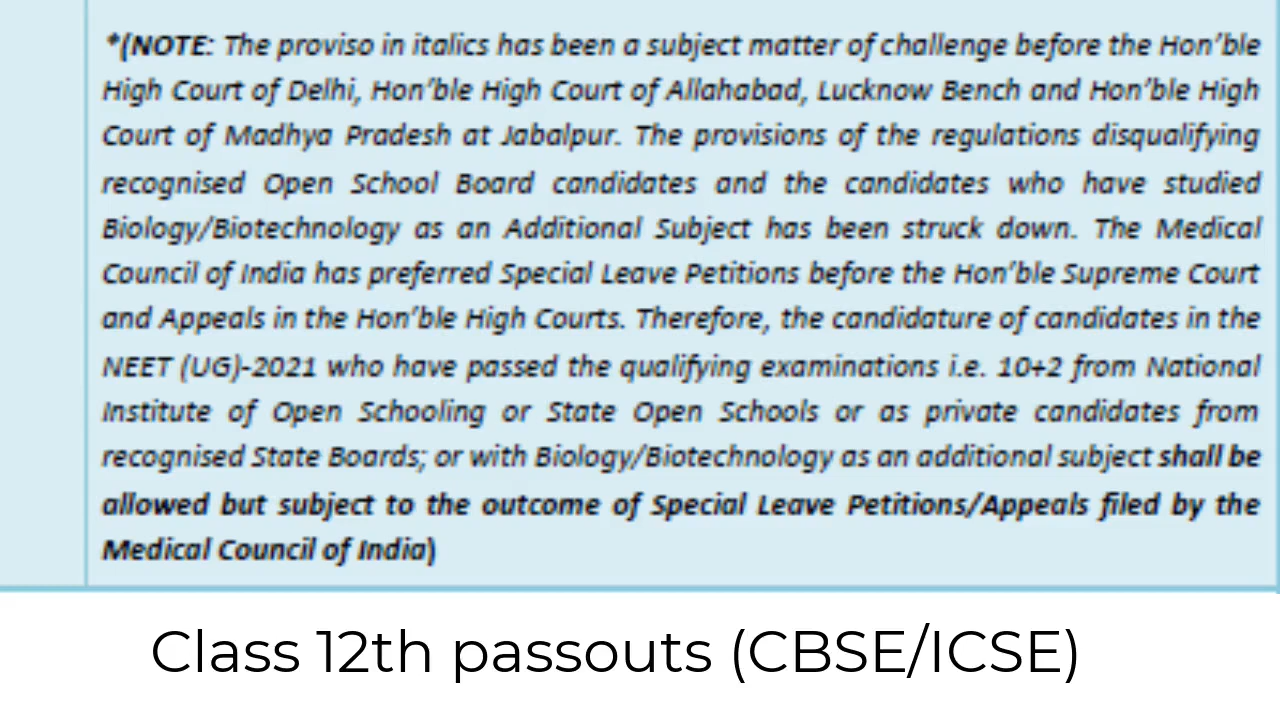 *(NOTE: The proviso in italics has been a subject matter of challenge before the Hon’ble
High Court of Delhi, Hon’ble High Court of Allahabad, Lucknow Bench and Hon’ble High
Court of Madhya Pradesh at Jabalpur. The provisions of the regulations disqualifying
recognised Open School Board candidates and the candidates who have studied
Biology/Biotechnology as an Additional Subject has been struck down. The Medical
Council of India has preferred Special Leave Petitions before the Hon’ble Supreme Court
and Appeals in the Hon’ble High Courts. Therefore, the candidature of candidates in the
NEET (UG)-2021 who have passed the qualifying examinations i.e. 10+2 from National
Institute of Open Schooling or State Open Schools or as private candidates from
recognised State Boards; or with Biology/Biotechnology as an additional subject shall be
allowed but subject to the outcome of Special Leave Petitions/Appeals filed by the
Medical Council of India)
Class 12th passouts (CBSE/ICSE)